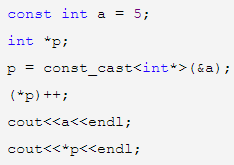 const int a = 5;
int *p;
p = const_cast<int*>(&a);
(*p)++;
cout<<a<<endl;
cout<<*p<<endl;